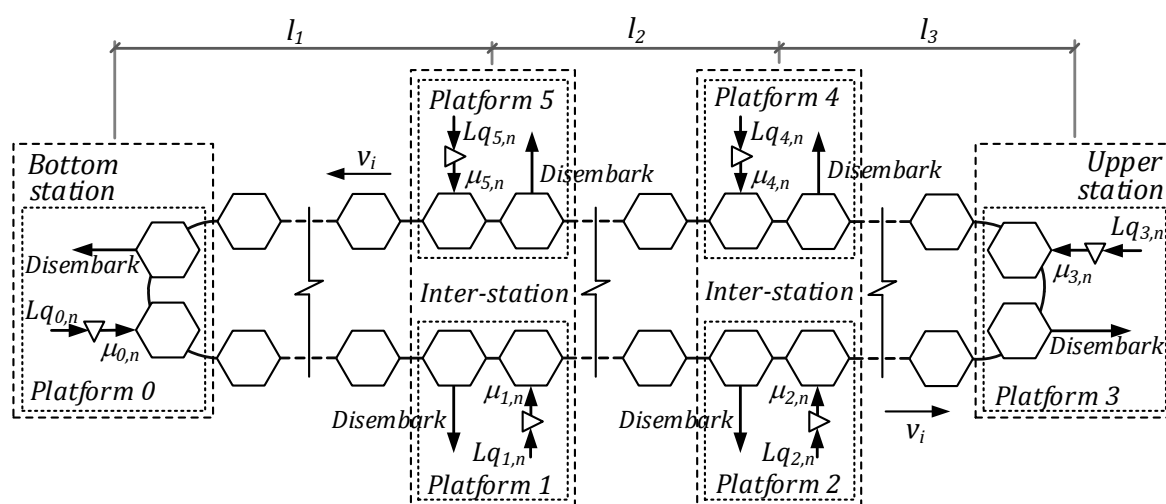 l1
l2
l3
Platform 5
Lq5,n
μ5,n
Disembark
Platform 4
Lq4,n
μ4,n
Disembark
Bottom
station
vi
Upper
station
Lq3,n
μ3,n
Disembark
Inter-station
Inter-station
Lq0,n
μ0,n
Platform 0
μ1,n
Disembark
Lq1,n
Platform 1
μ2,n
Disembark
Lq2,n
Platform 2
Disembark
Platform 3
vi